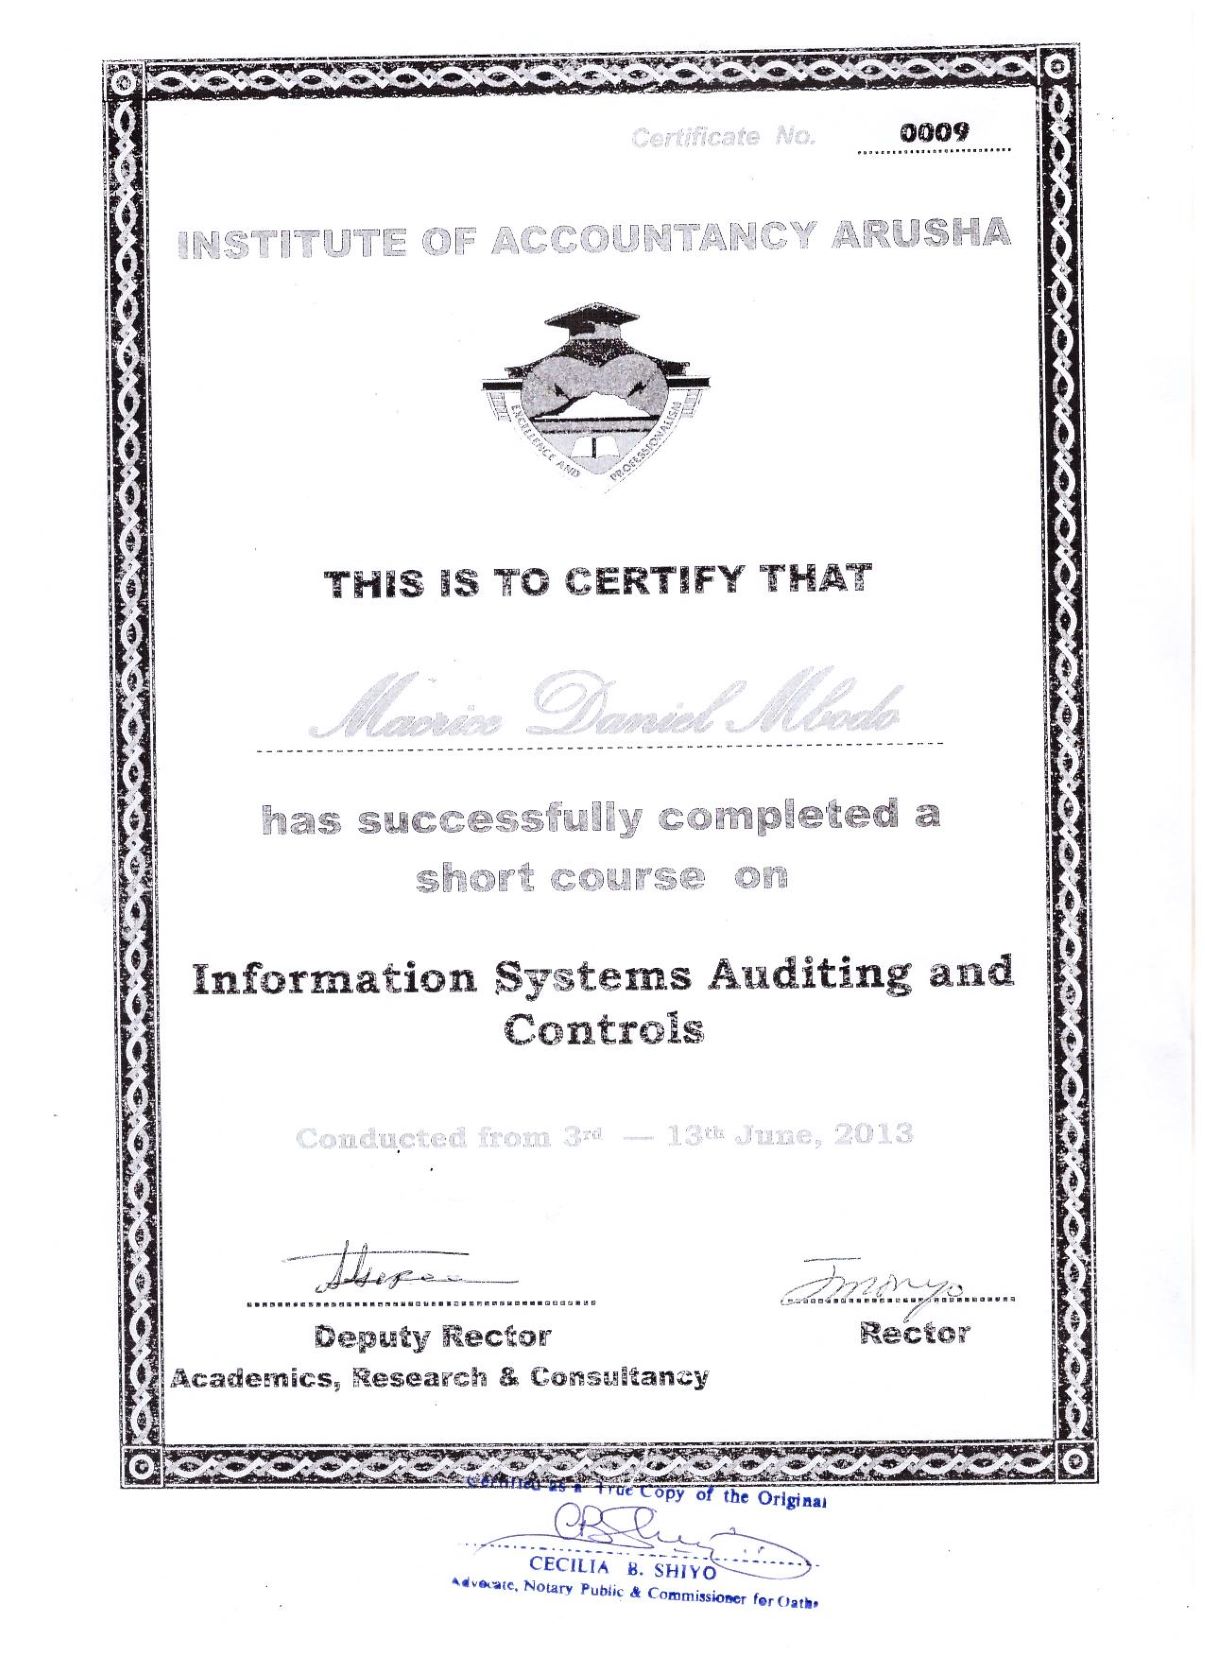 Certificate No. 0009
INSTITUTE OF ACCOUNTANCY ARUSHA
EXCELLENCE AND PROFESSIONALISM
THIS IS TO CERTIFY THAT
Macrice Daniel Mbodo
has successfully completed a
short course on
Information Systems Auditing and
Controls
Conducted from 3rd — 13th June, 2013
Deputy Rector
Rector
Academics, Research & Consultancy
Certified as a True Copy of the Original
CECILIA B. SHIYO
Advocate, Notary Public & Commissioner for Oaths